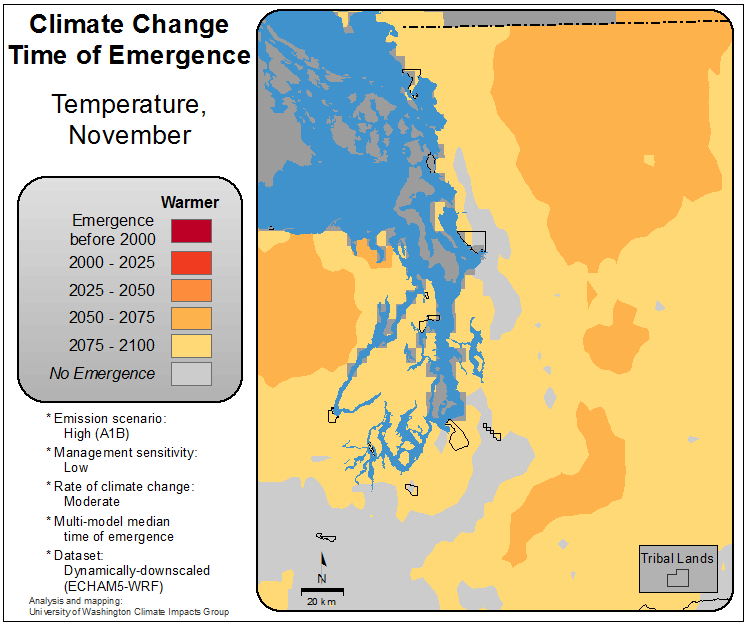 Climate Change
Time of Emergence
Temperature,
November
Warmer
Emergence
before 2000
2000 - 2025
2025 - 2050
2050 - 2075
2075 - 2100
No Emergence
* Emission scenario:
High (A1B)
* Management sensitivity:
Low
* Rate of climate change:
Moderate
* Multi-model median
time of emergence
* Dataset:
Dynamically-downscaled
(ECHAM5-WRF)
Analysis and mapping:
University of Washington Climate Impacts Group
N
20 km
Tribal Lands